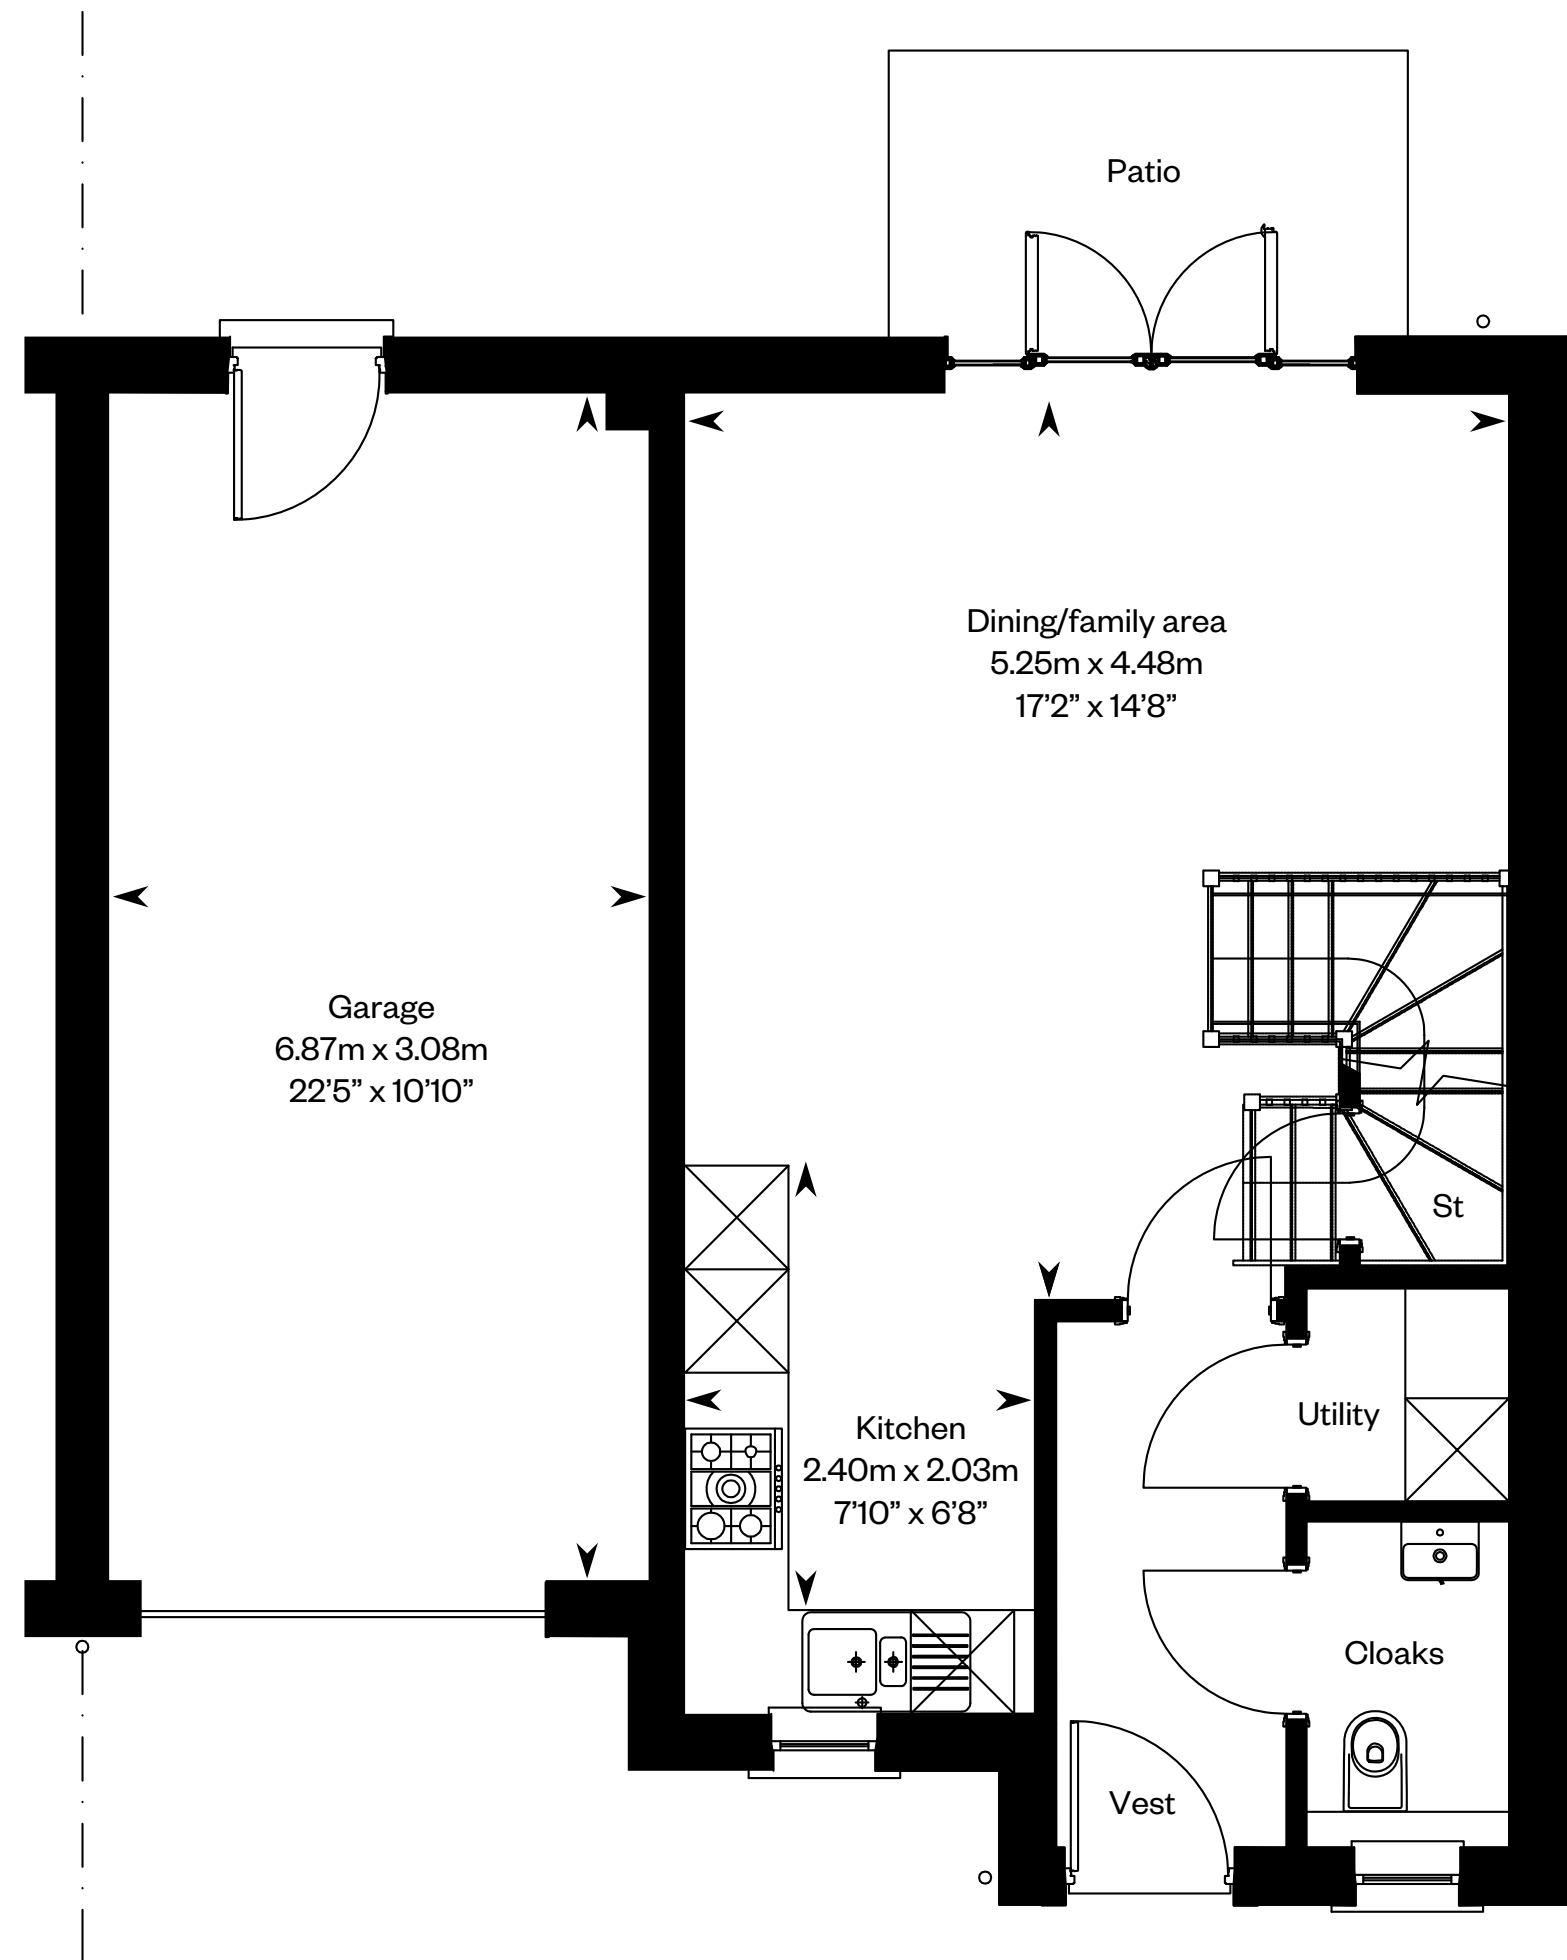 Patio
Dining/family area
5.25m x 4.48m
17’2” x 14’8”
Garage
6.87m x 3.08m
22’5” x 10’10”
St
Utility
Kitchen
2.40m x 2.03m
7’10” x 6’8”
Cloaks
Vest